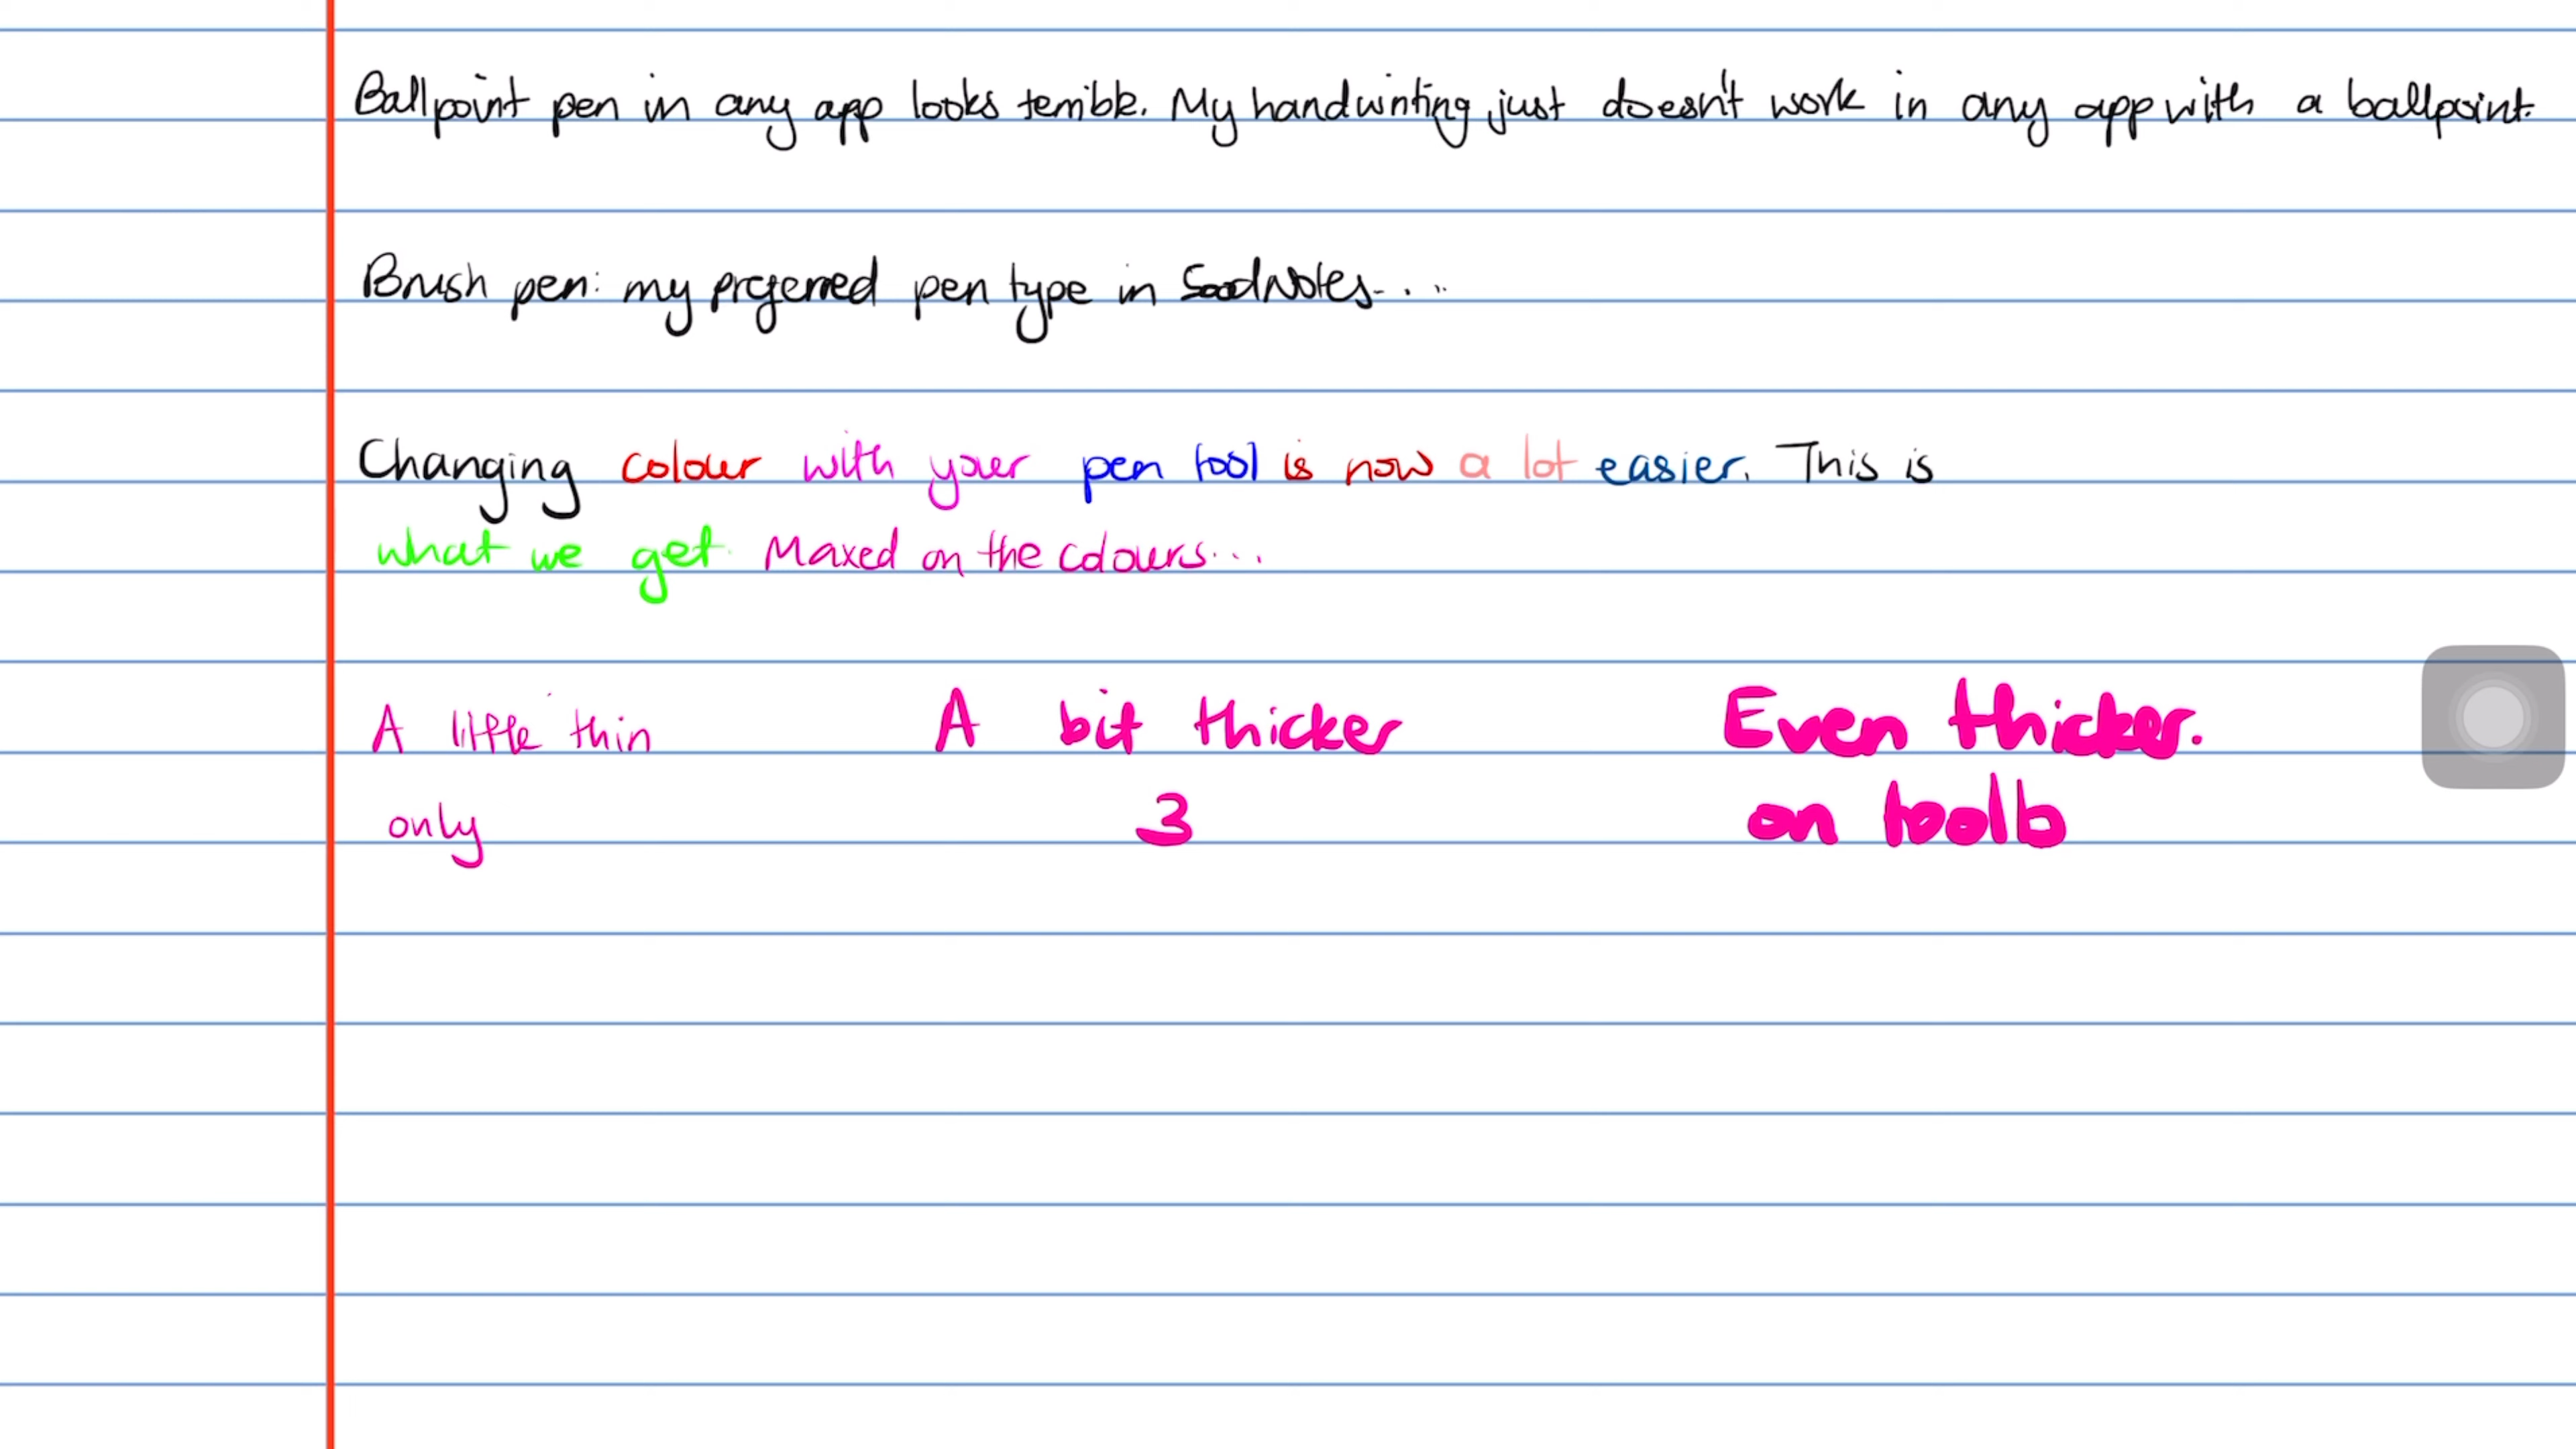 Ballpoint pen in any app looks terrible. My handwriting just doesn't work in any app with a ballpoint.
Brush pen: my preferred pen type in GoodNotes....
Changing colour with your pen tool is now a lot easier. This is
what we get. Maxed on the colours...
A little thin A bit thicker Even thicker.
only 3 on toolb